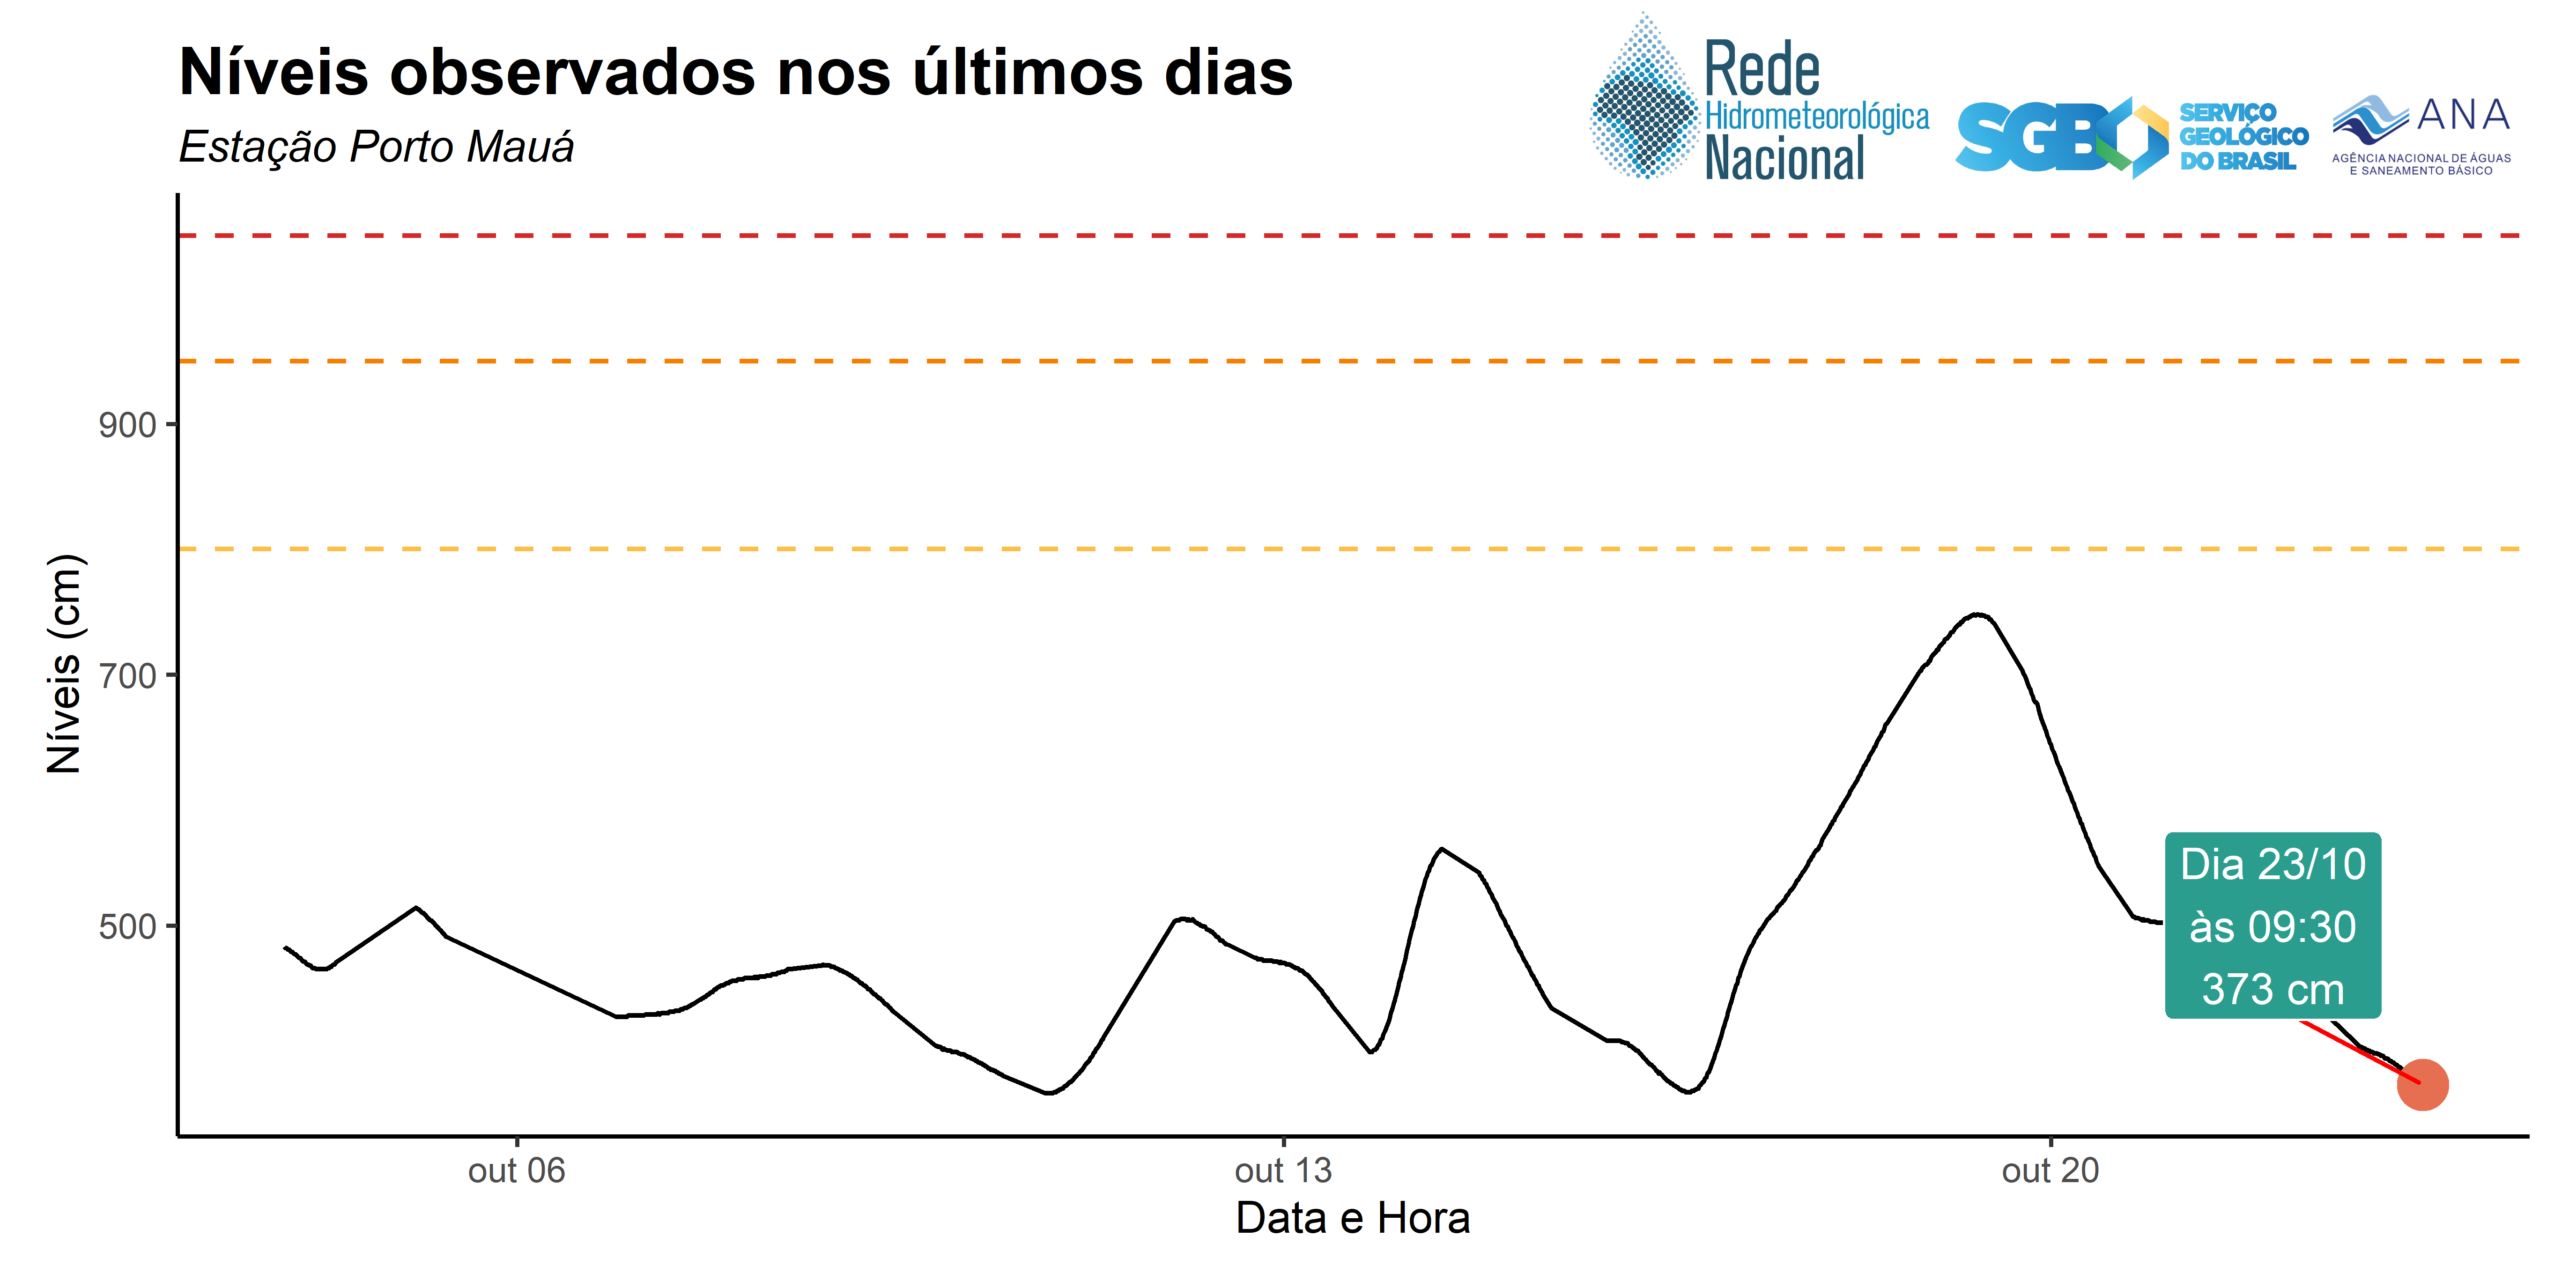 Níveis observados nos últimos dias
Estação Porto Mauá
Rede
Hidrometeorológica
Nacional
SGB
SERVIÇO
GEOLÓGICO
DO BRASIL
ANA
AGÊNCIA NACIONAL DE ÁGUAS
E SANEAMENTO BÁSICO
Níveis (cm)
900
700
500
Dia 23/10
às 09:30
373 cm
out 06
out 13
out 20
Data e Hora